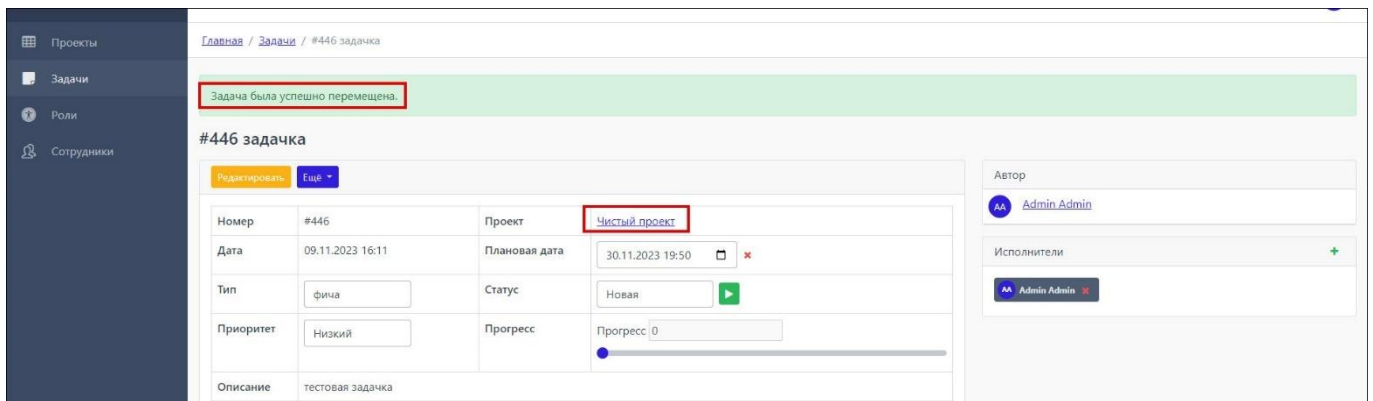 Проекты
Задачи
Роли
Сотрудники
Главная / Задачи / #446 задачка
Задача была успешно перемещена.
#446 задачка
Редактировать Ещё
Номер #446 Проект Чистый проект
Дата 09.11.2023 16:11 Плановая дата 30.11.2023 19:50
Тип фича Статус Новая
Приоритет Низкий Прогресс Прогресс 0
Описание тестовая задачка
Автор
AA Admin Admin
Исполнители +
AA Admin Admin